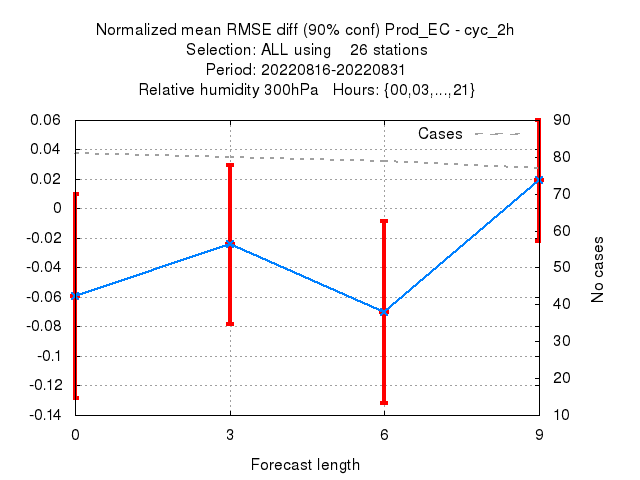 Normalized mean RMSE diff (90% conf) Prod_EC - cyc_2h
Selection: ALL using    26 stations
Period: 20220816-20220831
Relative humidity 300hPa   Hours: {00,03,...,21}
Cases
0.06
0.04
0.02
0
-0.02
-0.04
-0.06
-0.08
-0.1
-0.12
-0.14
90
80
70
60
50
40
30
20
10
No cases
0 3 6 9
Forecast length